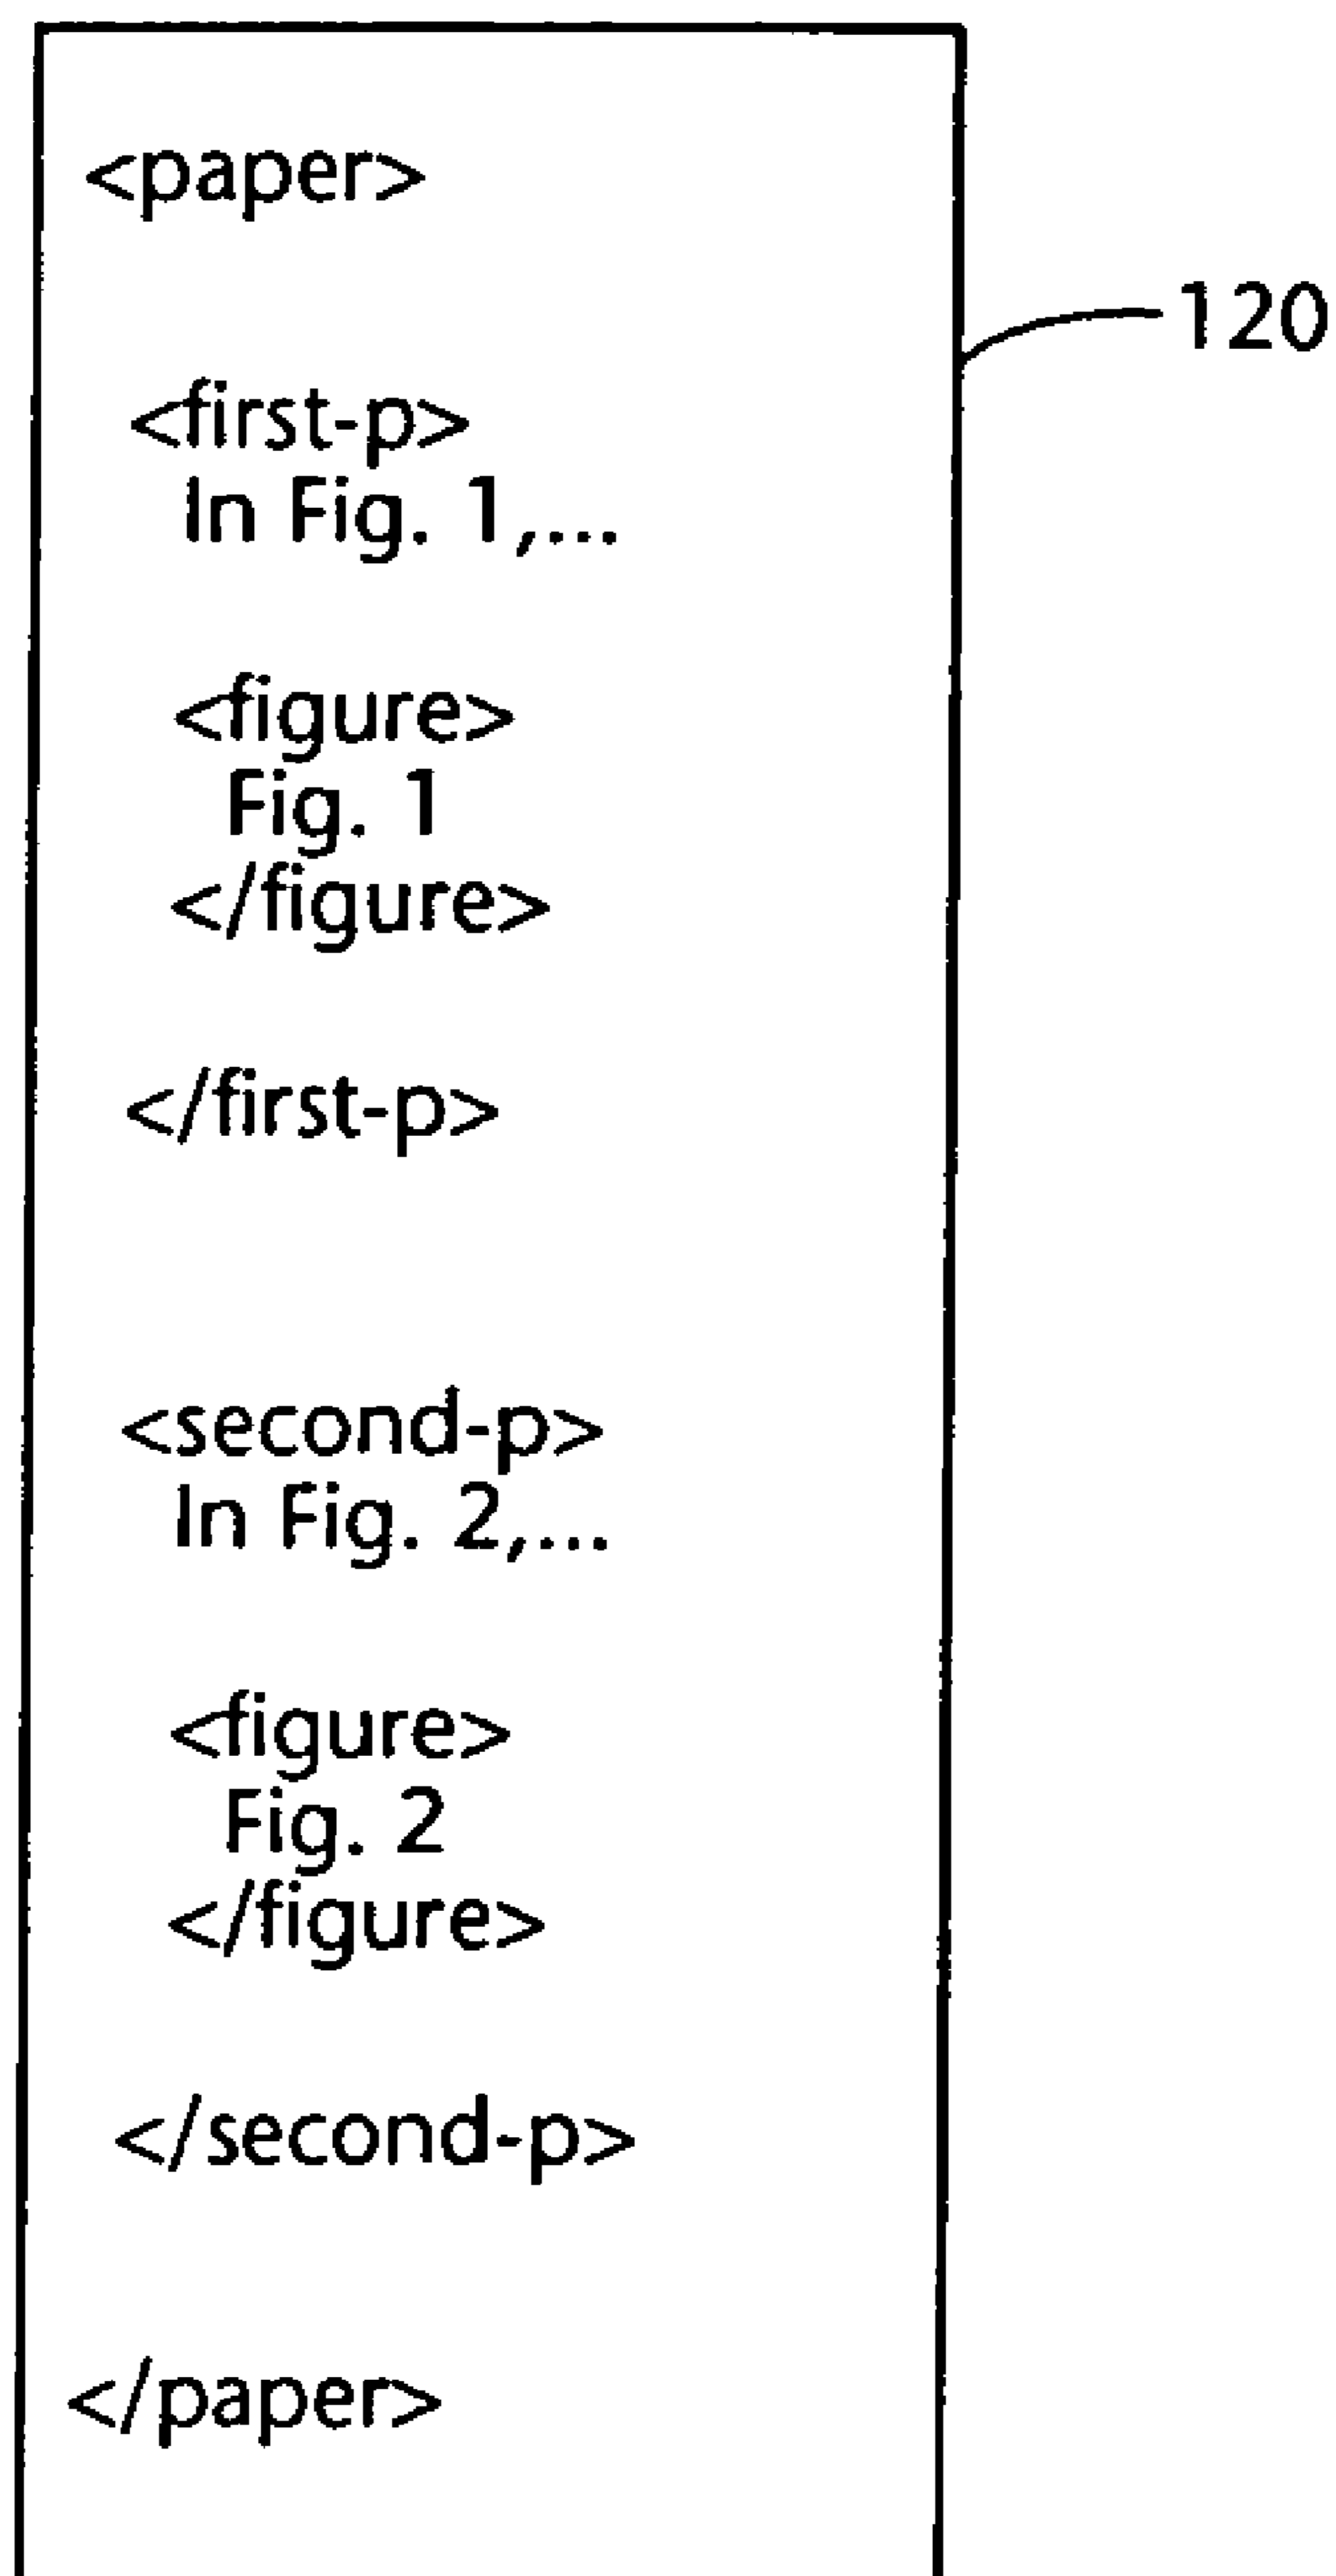 <paper>
120
<first-p>
In Fig. 1,...
<figure>
Fig. 1
</figure>
</first-p>
<second-p>
In Fig. 2,...
<figure>
Fig. 2
</figure>
</second-p>
</paper>